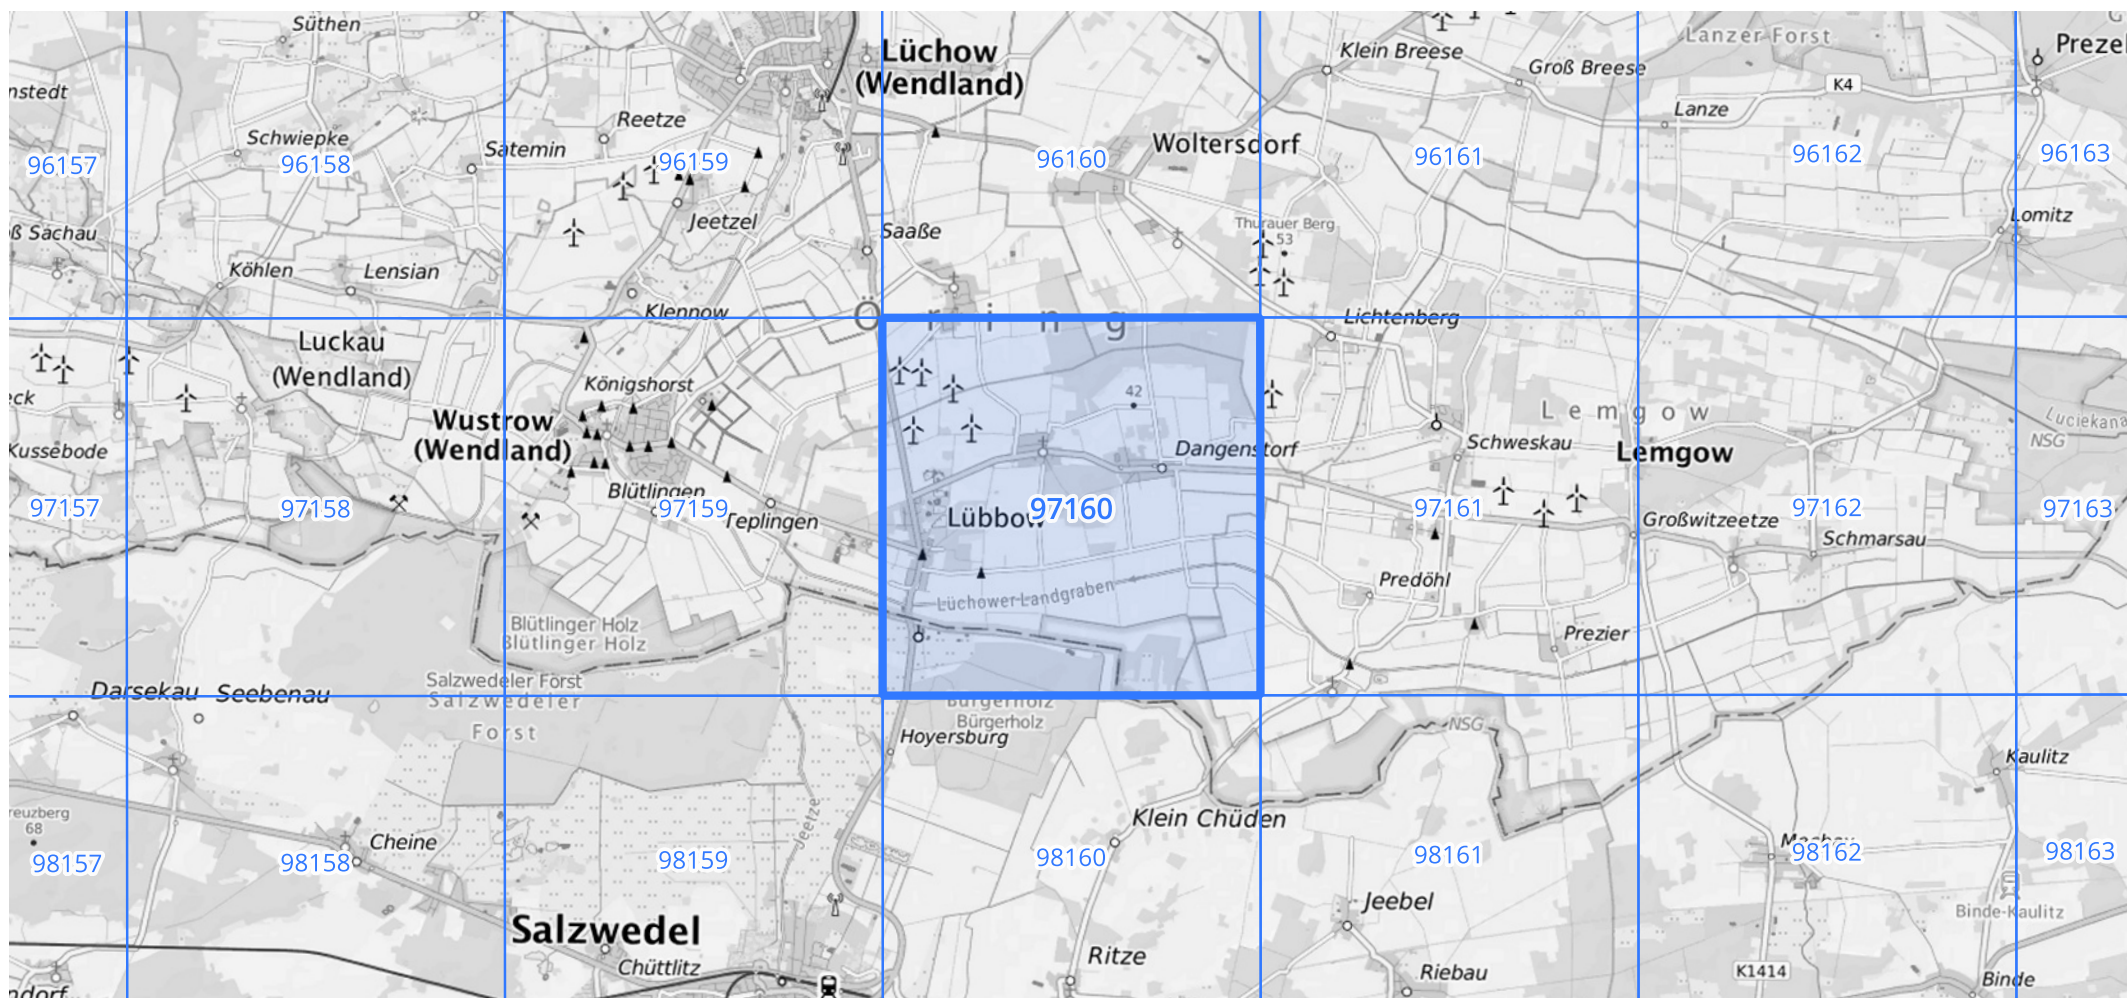 Süthen
Lüchow
(Wendland)
Klein Breese
Groß Breese
Lanzer Forst
K4
Lanze
nstedt
Schwiepke
Satemin
Reetze
Woltersdorf
96157
96158
96159
96160
96161
96162
96163
Jeetzel
Saaße
Thurauer Berg
53
Lomitz
Köhlen
Lensian
Klennow
Öring
Lichtenberg
Luckau
(Wendland)
Königshorst
Wustrow
(Wendland)
42
Dangenstorf
Lemgow
Schweskau
Lemgow
NSG
eck
Kussebode
Blütlingen
Teplingen
97157
97158
97159
Lübbow
97160
97161
97162
97163
Großwitzeetze
Schmarsau
Predöhl
Lüchower Landgraben
Prezier
Blütlinger Holz
Blütlinger Holz
Salzwedeler Forst
Salzwedeler
Forst
Darsekau
Seebenau
Bürgerholz
Bürgerholz
Hoyersburg
NSG
Kaulitz
Jeetze
Klein Chüden
68
Cheine
98157
98158
98159
98160
98161
98162
98163
Jeebel
Binde-Kaulitz
Salzwedel
Chüttlitz
Ritze
Riebau
K1414
Binde